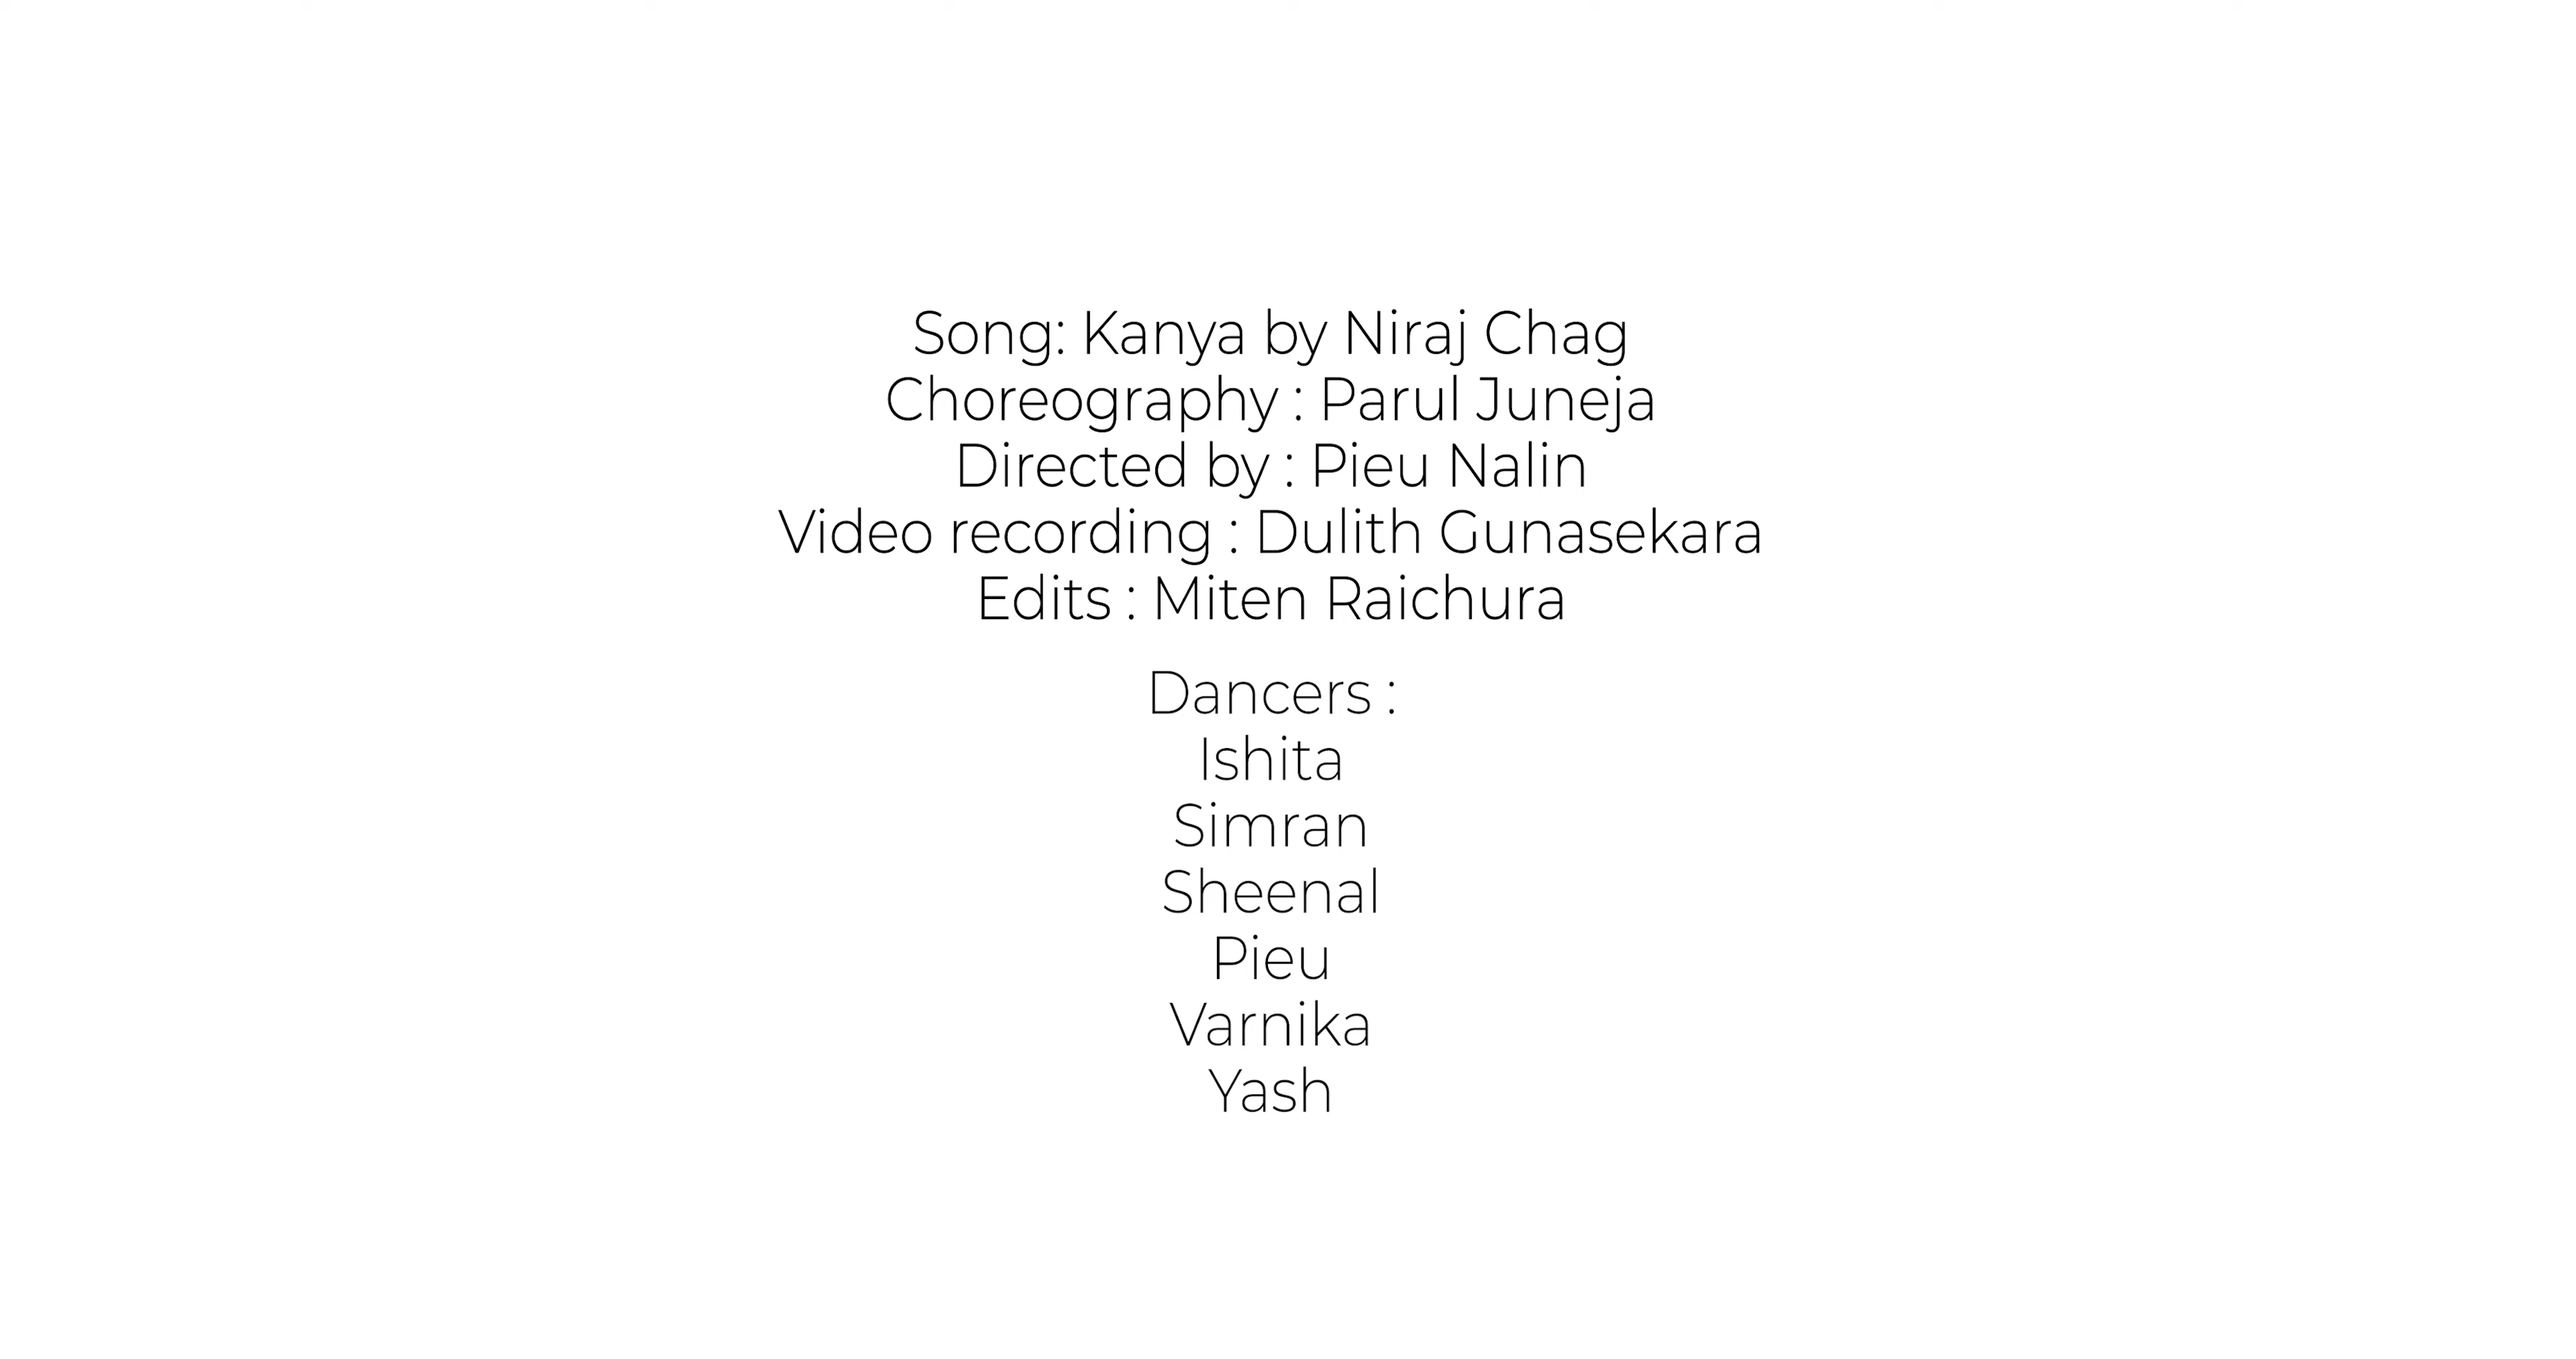 Song: Kanya by Niraj Chag
Choreography : Parul Juneja
Directed by : Pieu Nalin
Video recording : Dulith Gunasekara
Edits : Miten Raichura
Dancers :
Ishita
Simran
Sheenal
Pieu
Varnika
Yash